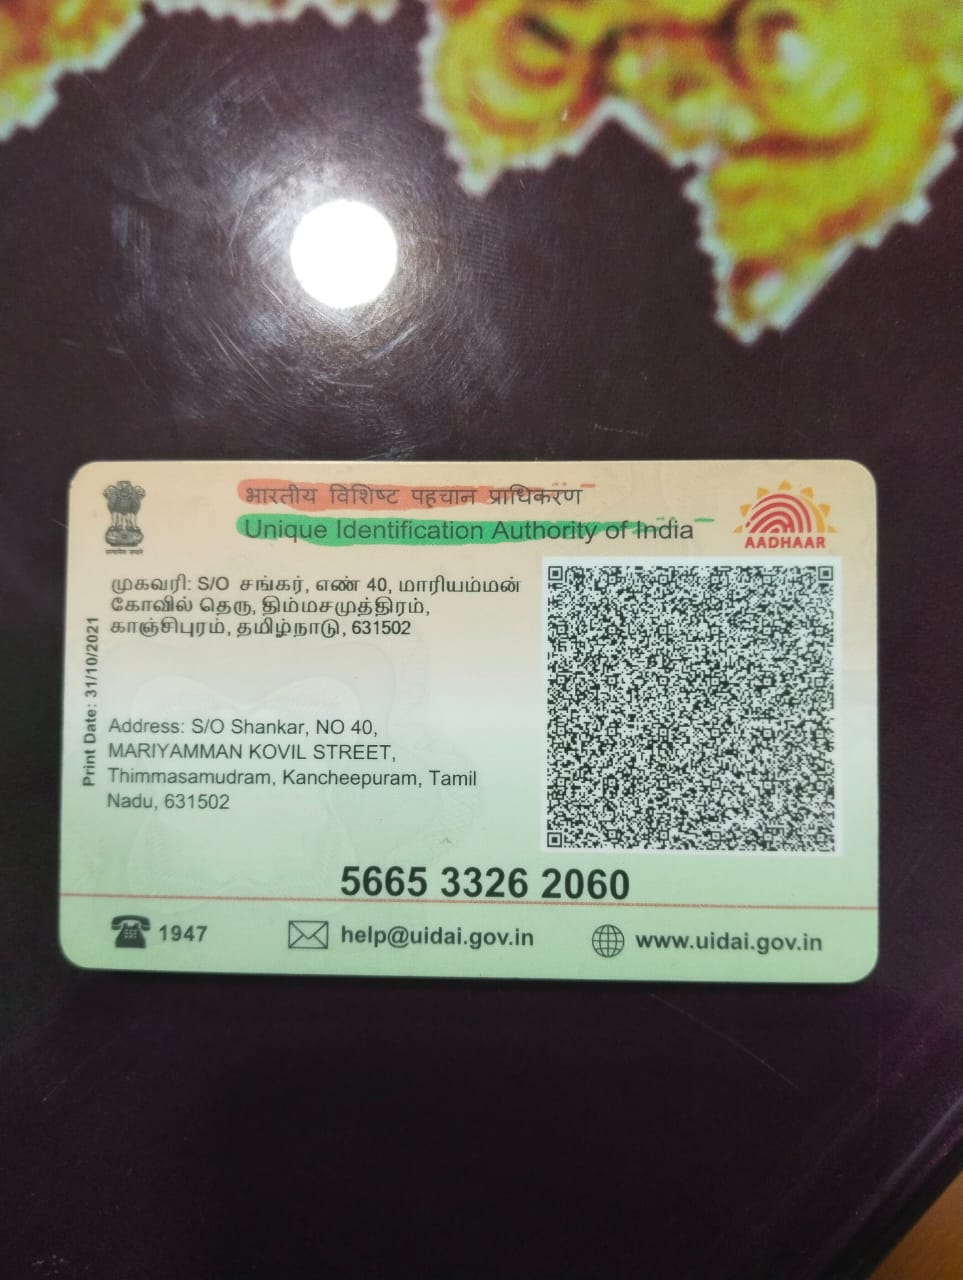 भारतीय विशिष्ट पहचान प्राधिकरण
Unique Identification Authority of India
AADHAAR
முகவரி: S/O சங்கர், எண் 40, மாரியம்மன்
கோவில் தெரு, திம்மசமுத்திரம்,
காஞ்சிபுரம், தமிழ்நாடு, 631502
Print Date: 31/10/2021
Address: S/O Shankar, NO 40,
MARIYAMMAN KOVIL STREET,
Thimmasamudram, Kancheepuram, Tamil
Nadu, 631502
5665 3326 2060
1947
help@uidai.gov.in
www.uidai.gov.in